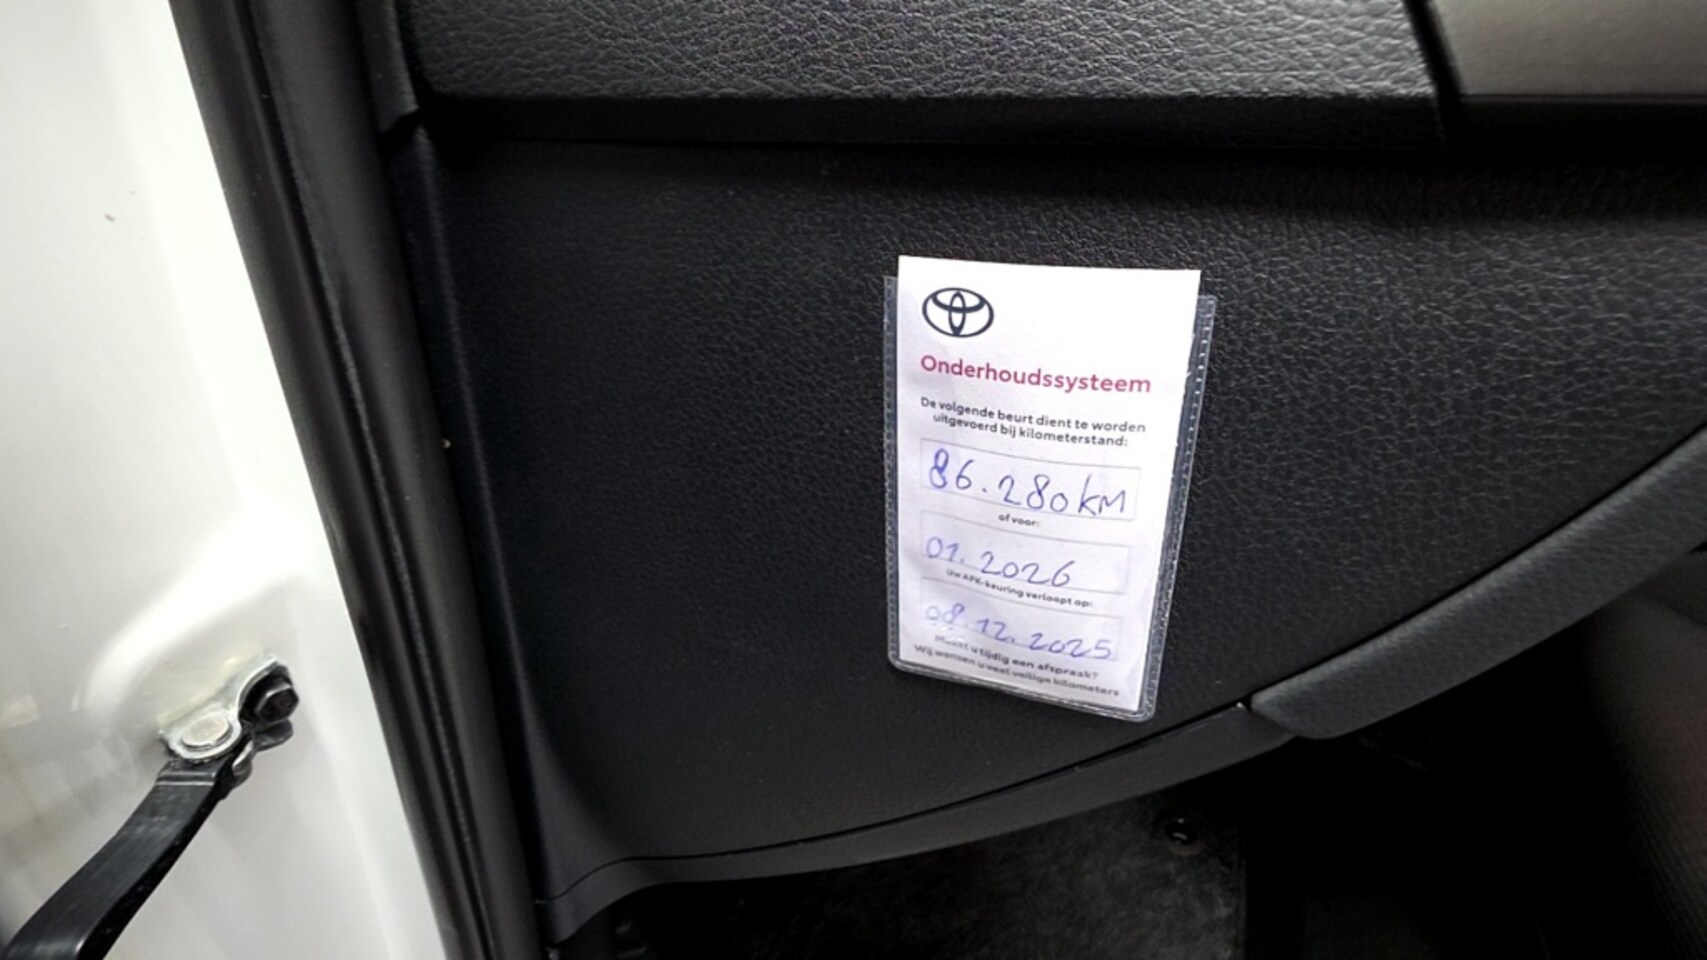 Onderhoudssysteem
De volgende beurt dient te worden
uitgevoerd bij kilometerstand:
86.280 KM
of voor:
01.2026
Uw APK-keuring verloopt op:
08.12.2025
Maakt u tijdig een afspraak?
Wij wensen u veel veilige kilometers